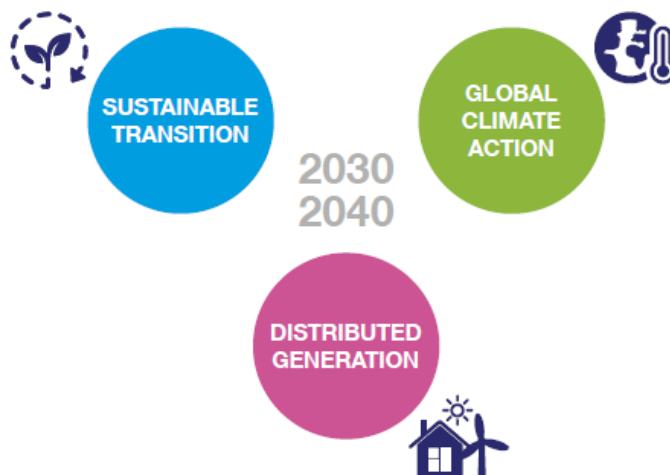 SUSTAINABLE
TRANSITION
GLOBAL
CLIMATE
ACTION
2030
2040
DISTRIBUTED
GENERATION